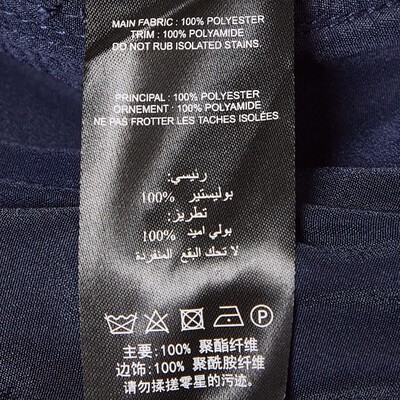 MAIN FABRIC : 100% POLYESTER
TRIM : 100% POLYAMIDE
DO NOT RUB ISOLATED STAINS.
PRINCIPAL : 100% POLYESTER
ORNEMENT : 100% POLYAMIDE
NE PAS FROTTER LES TACHES ISOLÉES
رئيسي:
بوليستير 100%
تطريز:
بولي اميد 100%
لا تحك البقع المنفردة
P
主要: 100% 聚酯纤维
边饰: 100% 聚酰胺纤维
请勿揉搓零星的污迹.